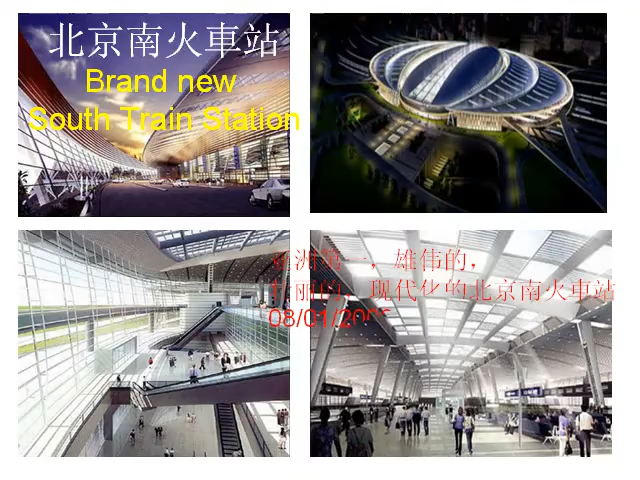 北京南火車站
Brand new
South Train Station
洲第一，雄伟的，
丽的，现代化的北京南火車站
08/01/200